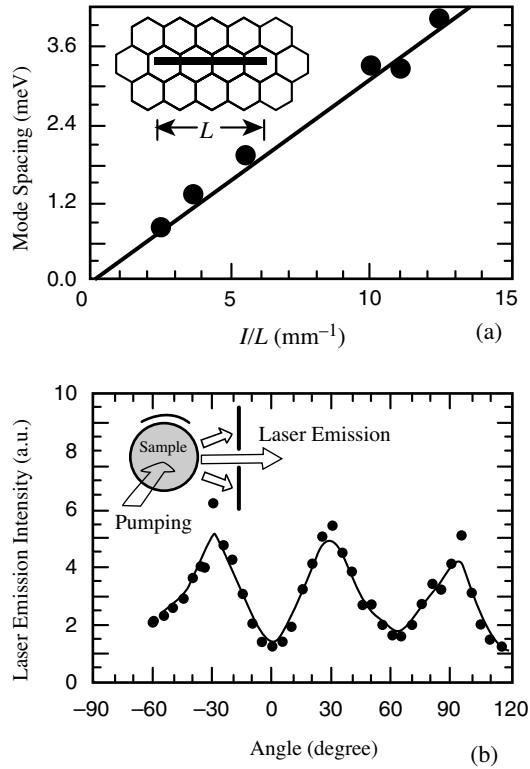 Mode Spacing (meV)
3.6
2.4
1.2
0.0
L
0
5
10
15
I/L (mm⁻¹)
(a)
Laser Emission Intensity (a.u.)
10
8
6
4
2
0
Sample
Laser Emission
Pumping
−90
−60
−30
0
30
60
90
120
Angle (degree)
(b)